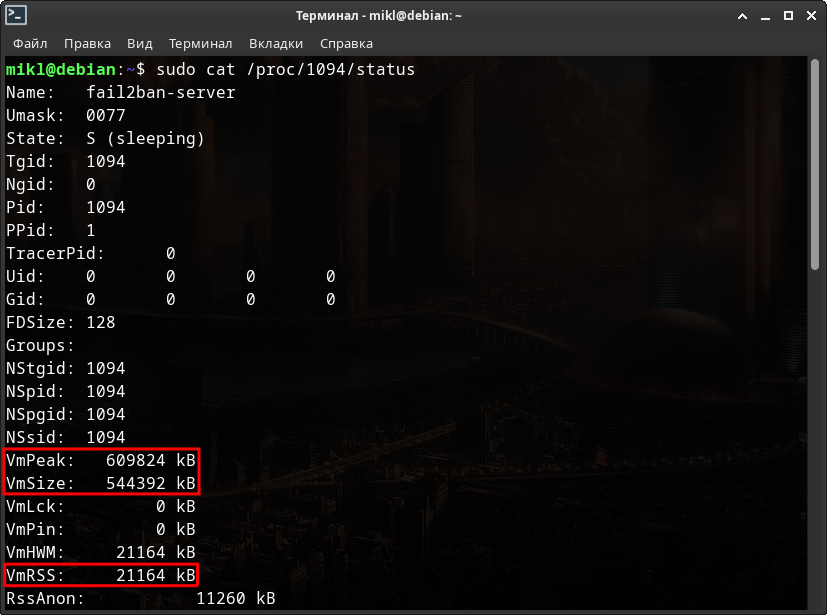 Терминал - mikl@debian: ~
Файл Правка Вид Терминал Вкладки Справка
mikl@debian:~$ sudo cat /proc/1094/status
Name:   fail2ban-server
Umask:  0077
State:  S (sleeping)
Tgid:   1094
Ngid:   0
Pid:    1094
PPid:   1
TracerPid:      0
Uid:    0       0       0       0
Gid:    0       0       0       0
FDSize: 128
Groups:
NStgid: 1094
NSpid:  1094
NSpgid: 1094
NSsid:  1094
VmPeak:   609824 kB
VmSize:   544392 kB
VmLck:         0 kB
VmPin:         0 kB
VmHWM:     21164 kB
VmRSS:     21164 kB
RssAnon:           11260 kB